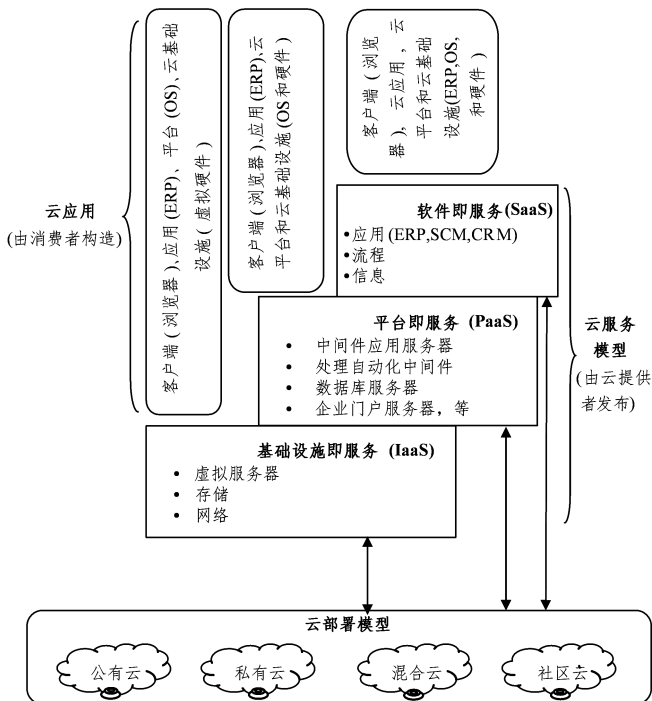 云应用
(由消费者构造)
客户端(浏览器)、应用(ERP)、平台(OS)、云基础
设施(虚拟硬件)
客户端(浏览器)、应用(ERP)、云
平台和云基础设施(OS和硬件)
客户端(浏览
器)，云应用，云
平台和云基础
设施(ERP,OS,
和硬件)
软件即服务(SaaS)
•应用(ERP,SCM,CRM)
•流程
•信息
平台即服务 (PaaS)
• 中间件应用服务器
• 处理自动化中间件
• 数据库服务器
• 企业门户服务器，等
基础设施即服务 (IaaS)
• 虚拟服务器
• 存储
• 网络
云服务
模型
(由云提供
者发布)
云部署模型
公有云
私有云
混合云
社区云